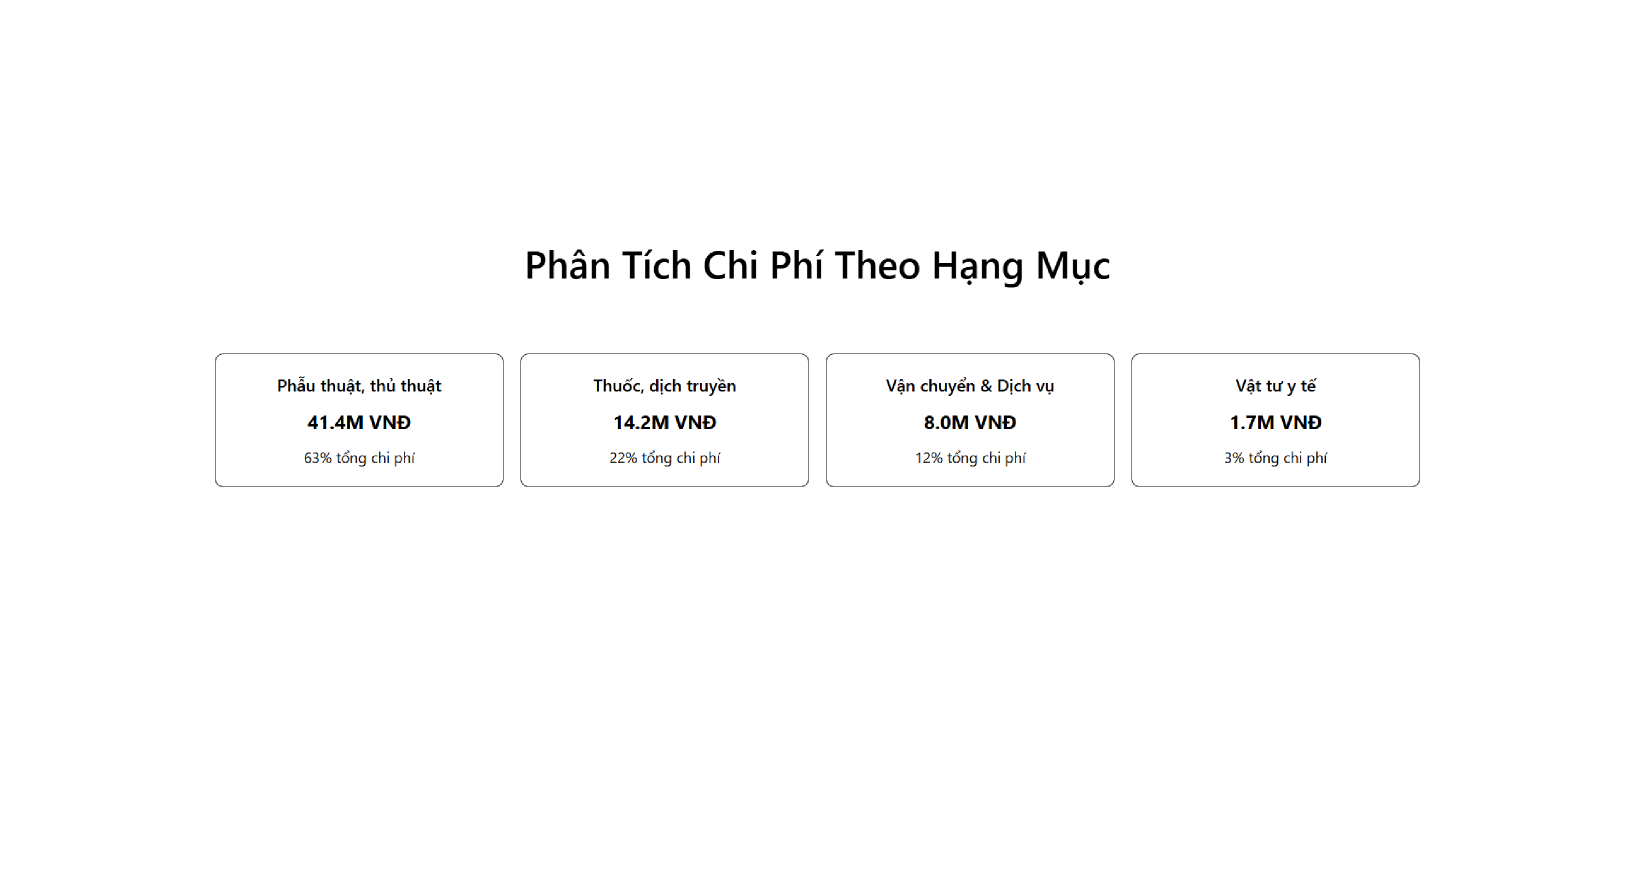 Phân Tích Chi Phí Theo Hạng Mục
Phẫu thuật, thủ thuật
41.4M VNĐ
63% tổng chi phí
Thuốc, dịch truyền
14.2M VNĐ
22% tổng chi phí
Vận chuyển & Dịch vụ
8.0M VNĐ
12% tổng chi phí
Vật tư y tế
1.7M VNĐ
3% tổng chi phí